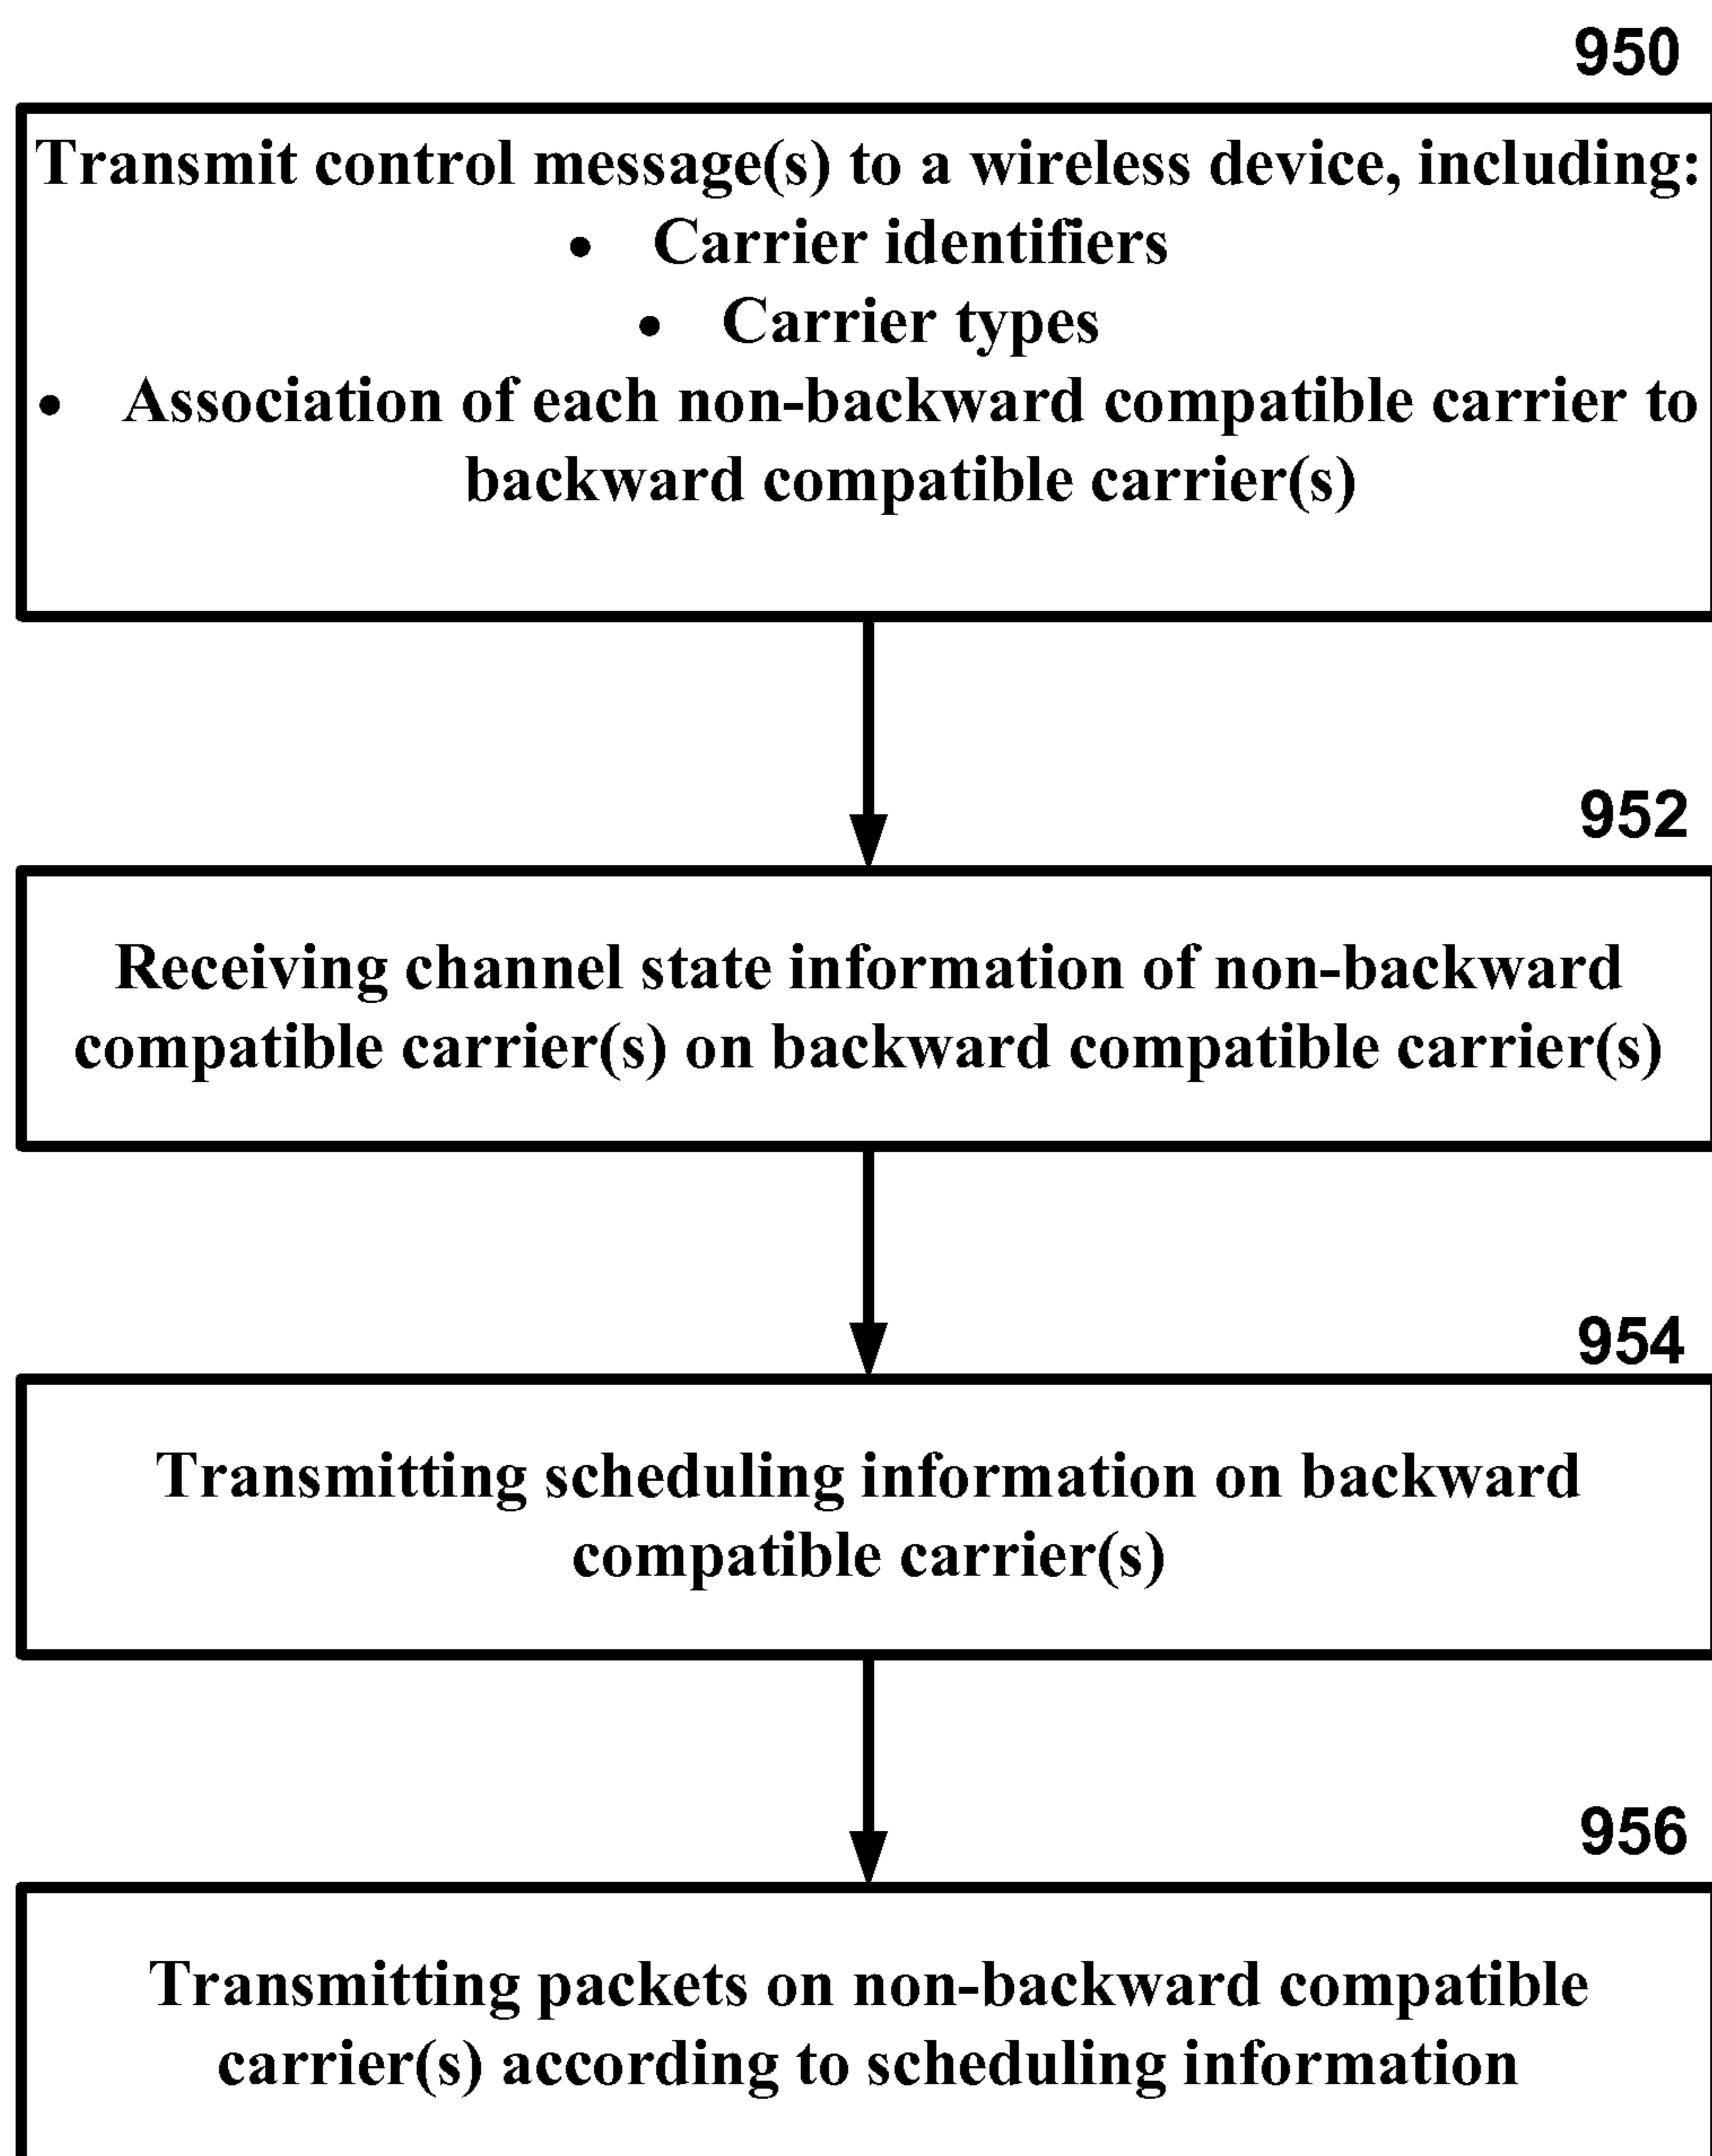 950
Transmit control message(s) to a wireless device, including:
• Carrier identifiers
• Carrier types
• Association of each non-backward compatible carrier to
backward compatible carrier(s)
952
Receiving channel state information of non-backward
compatible carrier(s) on backward compatible carrier(s)
954
Transmitting scheduling information on backward
compatible carrier(s)
956
Transmitting packets on non-backward compatible
carrier(s) according to scheduling information